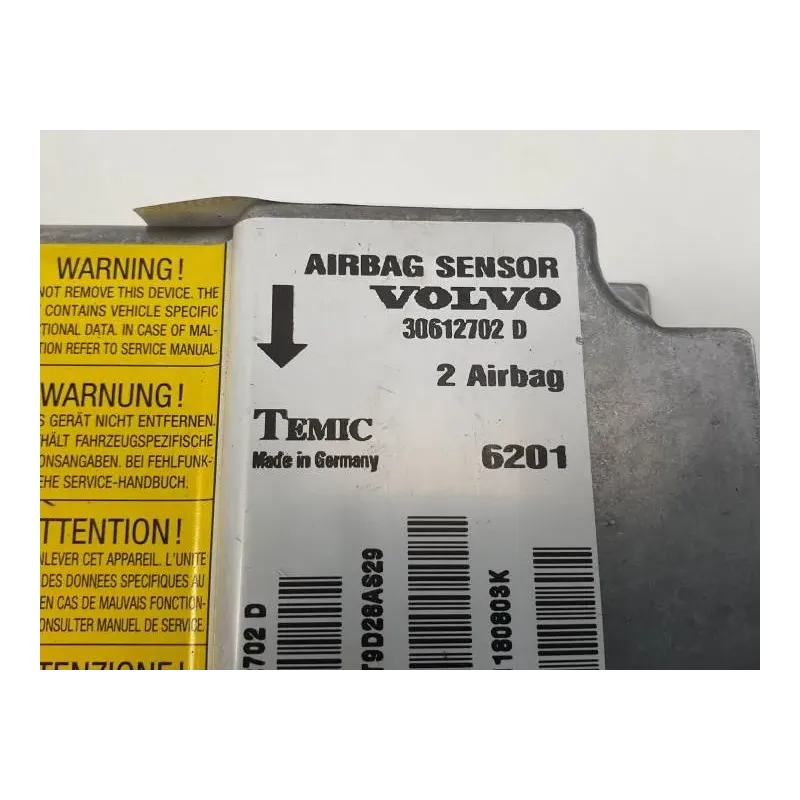 WARNING!
NOT REMOVE THIS DEVICE. THE
CONTAINS VEHICLE SPECIFIC
TIONAL DATA. IN CASE OF MAL-
TION REFER TO SERVICE MANUAL.
WARNUNG!
S GERÄT NICHT ENTFERNEN.
HÄLT FAHRZEUGSPEZIFISCHE
ONSANGABEN. BEI FEHLFUNK-
EHE SERVICE-HANDBUCH.
TTENTION!
NLEVER CET APPAREIL. L'UNITE
DES DONNEES SPECIFIQUES AU
EN CAS DE MAUVAIS FONCTION-
ONSULTER MANUEL DE SERVICE
TENZIONE!
AIRBAG SENSOR
VOLVO
30612702 D
2 Airbag
TEMIC
Made in Germany
6201
702 D
T9D28AS29
1180803K